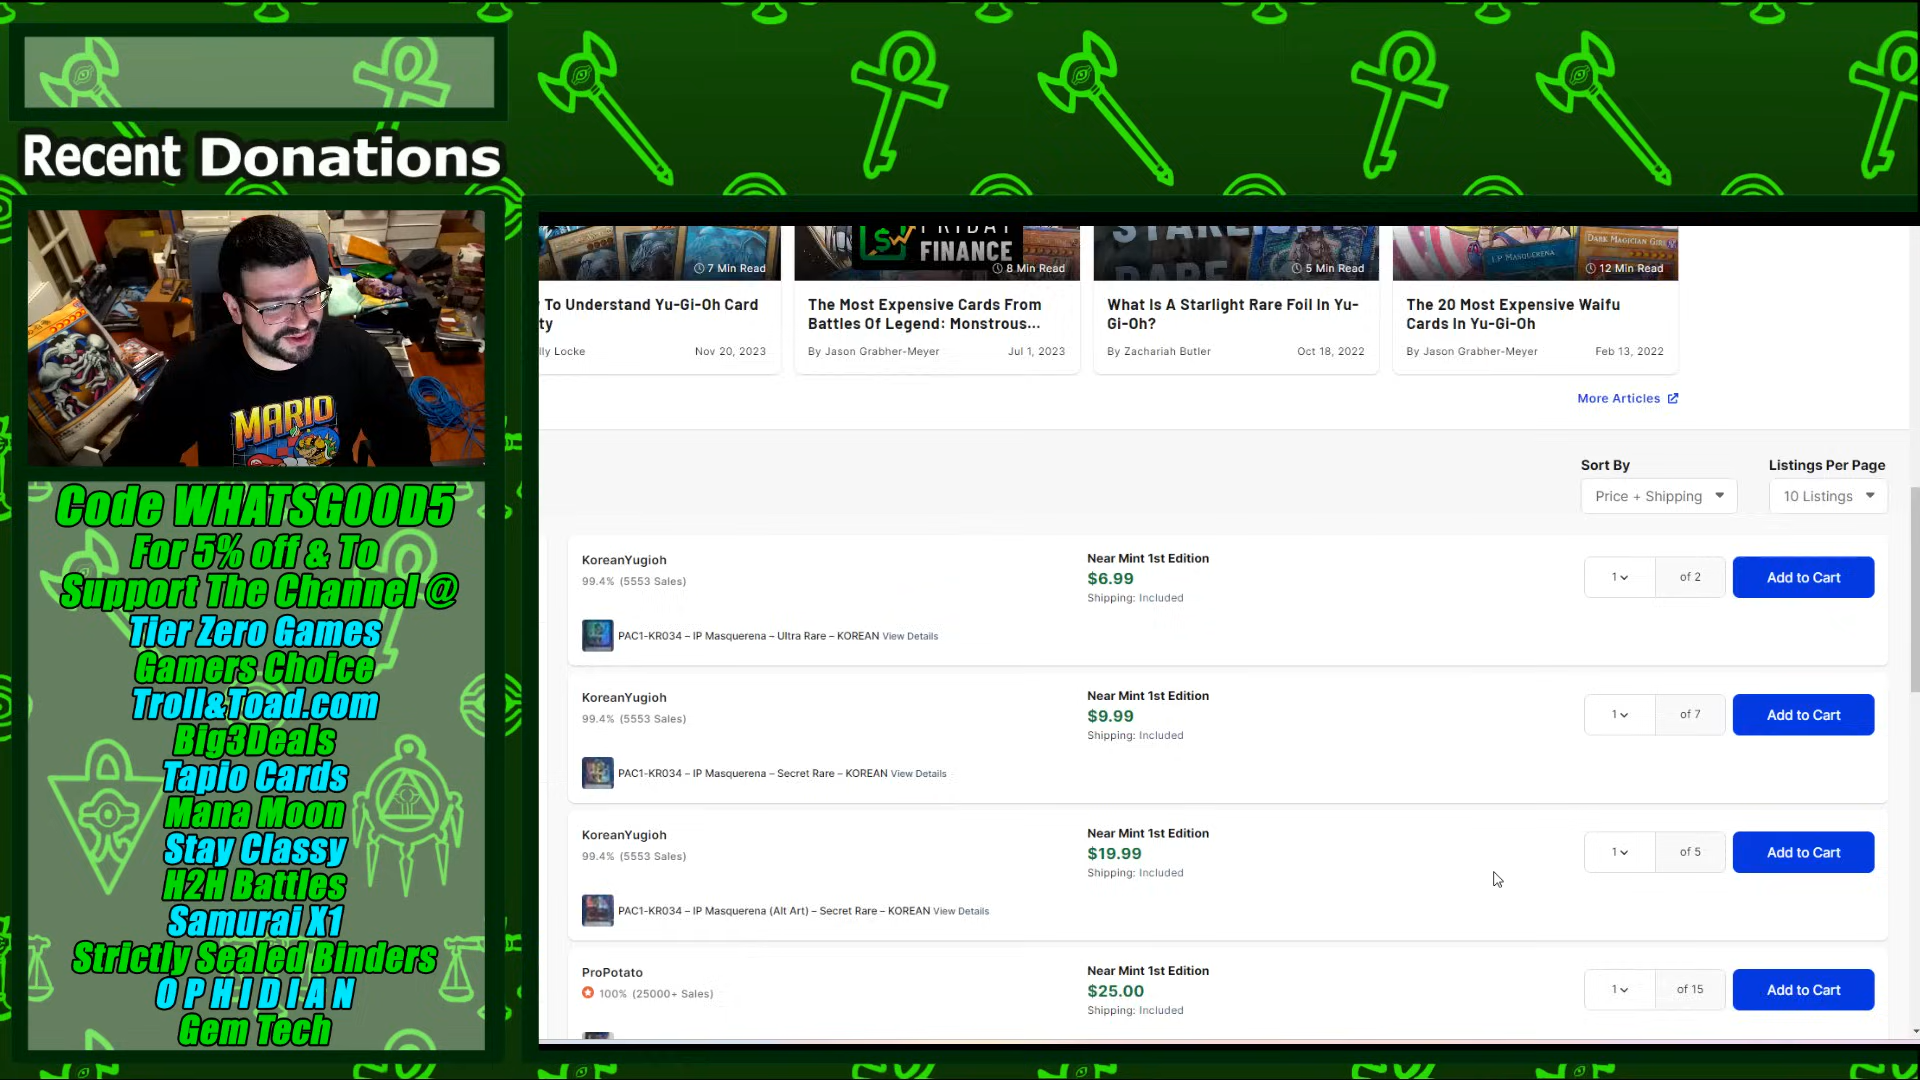 Recent Donations
MARIO
Code WHATSGOOD5
For 5% off & To
Support The Channel @
Tier Zero Games
Gamers Choice
Troll&Toad.com
Big3Deals
Tapio Cards
Mana Moon
Stay Classy
H2H Battles
Samurai X1
Strictly Sealed Binders
O P H I D I A N
Gem Tech
7 Min Read
To Understand Yu-Gi-Oh Card
ty
lly Locke
Nov 20, 2023
FRIDAY
FINANCE
8 Min Read
The Most Expensive Cards From
Battles Of Legend: Monstrous...
By Jason Grabher-Meyer
Jul 1, 2023
STARLIGHT
RARE
5 Min Read
What Is A Starlight Rare Foil In Yu-
Gi-Oh?
By Zachariah Butler
Oct 18, 2022
I.P. MASQUERENA
DARK MAGICIAN GIRL
12 Min Read
The 20 Most Expensive Waifu
Cards In Yu-Gi-Oh
By Jason Grabher-Meyer
Feb 13, 2022
More Articles
Sort By
Price + Shipping
Listings Per Page
10 Listings
KoreanYugioh
99.4% (5553 Sales)
Near Mint 1st Edition
$6.99
Shipping: Included
1
of 2
Add to Cart
PAC1-KR034 – IP Masquerena – Ultra Rare – KOREAN View Details
KoreanYugioh
99.4% (5553 Sales)
Near Mint 1st Edition
$9.99
Shipping: Included
1
of 7
Add to Cart
PAC1-KR034 – IP Masquerena – Secret Rare – KOREAN View Details
KoreanYugioh
99.4% (5553 Sales)
Near Mint 1st Edition
$19.99
Shipping: Included
1
of 5
Add to Cart
PAC1-KR034 – IP Masquerena (Alt Art) – Secret Rare – KOREAN View Details
ProPotato
100% (25000+ Sales)
Near Mint 1st Edition
$25.00
Shipping: Included
1
of 15
Add to Cart